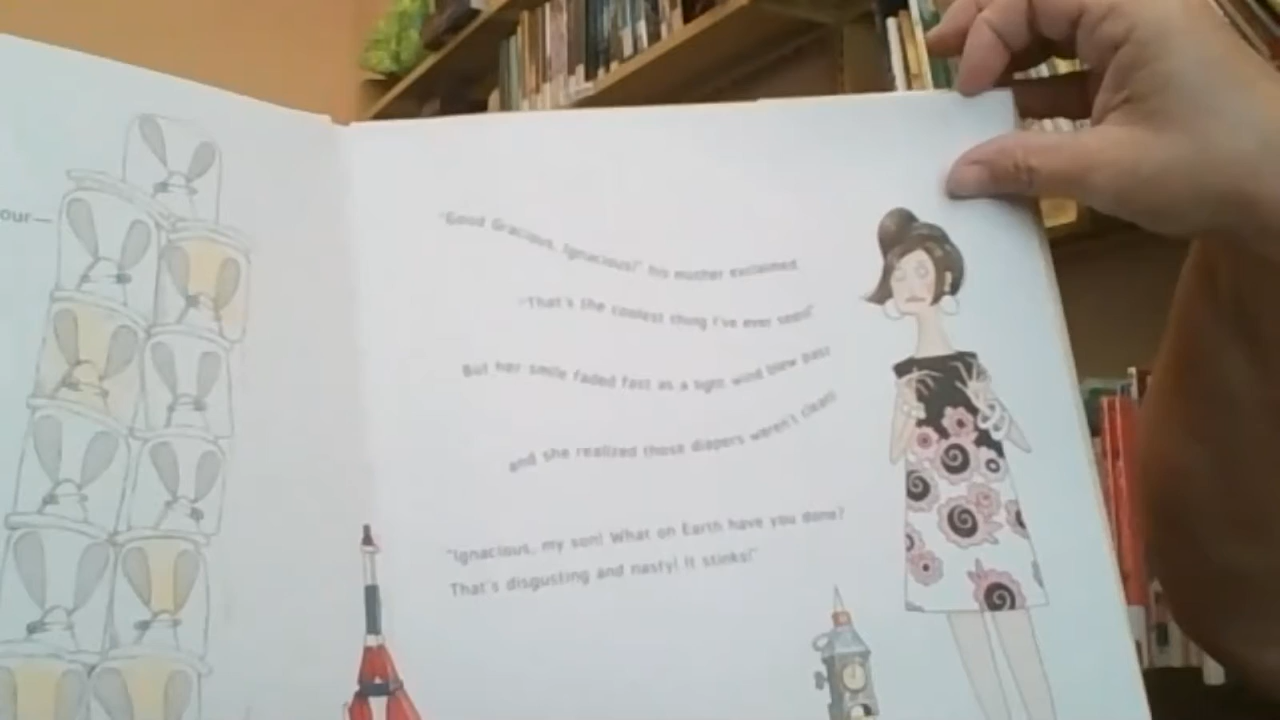 our—
"Good Gracious, Ignacious!" his mother exclaimed.
"That's the coolest thing I've ever seen!"
But her smile faded fast as a light wind blew past
and she realized those diapers weren't clean!
"Ignacious, my son! What on Earth have you done?
That's disgusting and nasty! It stinks!"